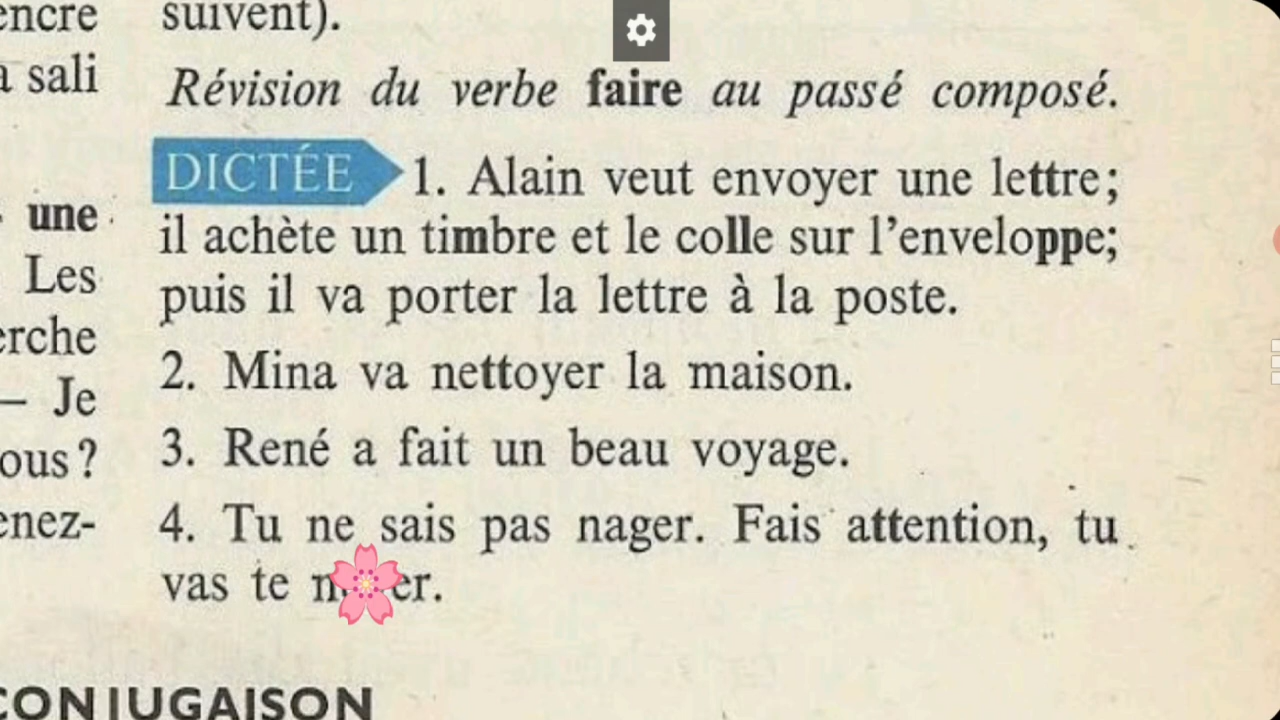 encre suivent).
a sali
Révision du verbe faire au passé composé.
DICTÉE 1. Alain veut envoyer une lettre;
une il achète un timbre et le colle sur l'enveloppe;
Les puis il va porter la lettre à la poste.
erche
2. Mina va nettoyer la maison.
– Je
ous? 3. René a fait un beau voyage.
enez- 4. Tu ne sais pas nager. Fais attention, tu
vas te
CONJUGAISON